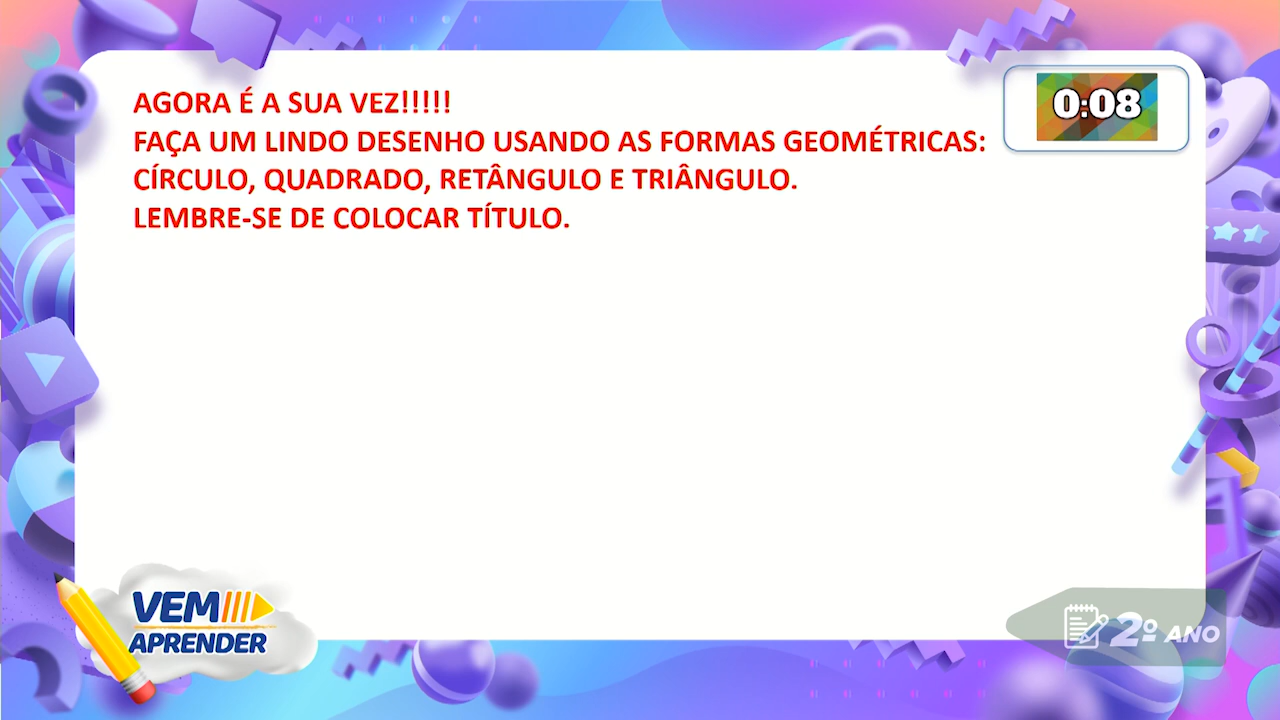 AGORA É A SUA VEZ!!!!!
FAÇA UM LINDO DESENHO USANDO AS FORMAS GEOMÉTRICAS:
CÍRCULO, QUADRADO, RETÂNGULO E TRIÂNGULO.
LEMBRE-SE DE COLOCAR TÍTULO.
0:08
VEM
APRENDER
2º ANO